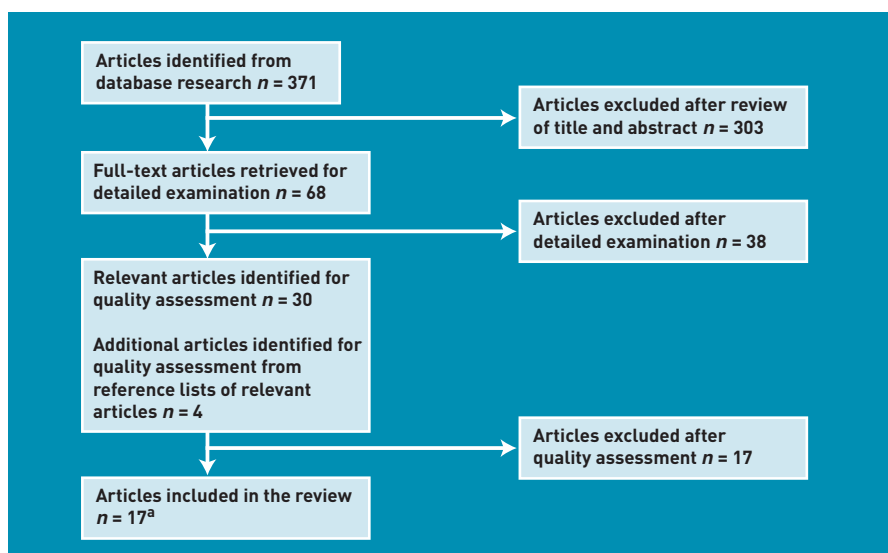 Articles identified from
database research n = 371
Articles excluded after review
of title and abstract n = 303
Full-text articles retrieved for
detailed examination n = 68
Articles excluded after
detailed examination n = 38
Relevant articles identified for
quality assessment n = 30
Additional articles identified for
quality assessment from
reference lists of relevant
articles n = 4
Articles excluded after
quality assessment n = 17
Articles included in the review
n = 17ª